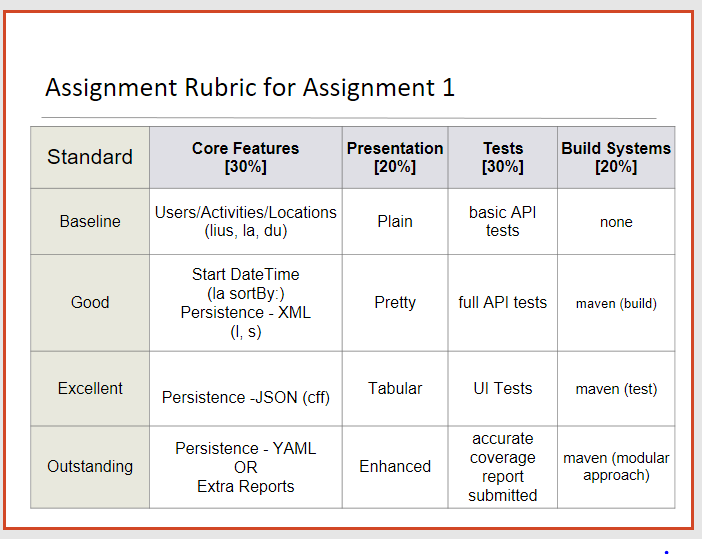 Assignment Rubric for Assignment 1
Standard
Core Features
[30%]
Presentation
[20%]
Tests
[30%]
Build Systems
[20%]
Baseline
Users/Activities/Locations
(lius, la, du)
Plain
basic API
tests
none
Good
Start DateTime
(la sortBy:)
Persistence - XML
(l, s)
Pretty
full API tests
maven (build)
Excellent
Persistence -JSON (cff)
Tabular
UI Tests
maven (test)
Outstanding
Persistence - YAML
OR
Extra Reports
Enhanced
accurate
coverage
report
submitted
maven (modular
approach)